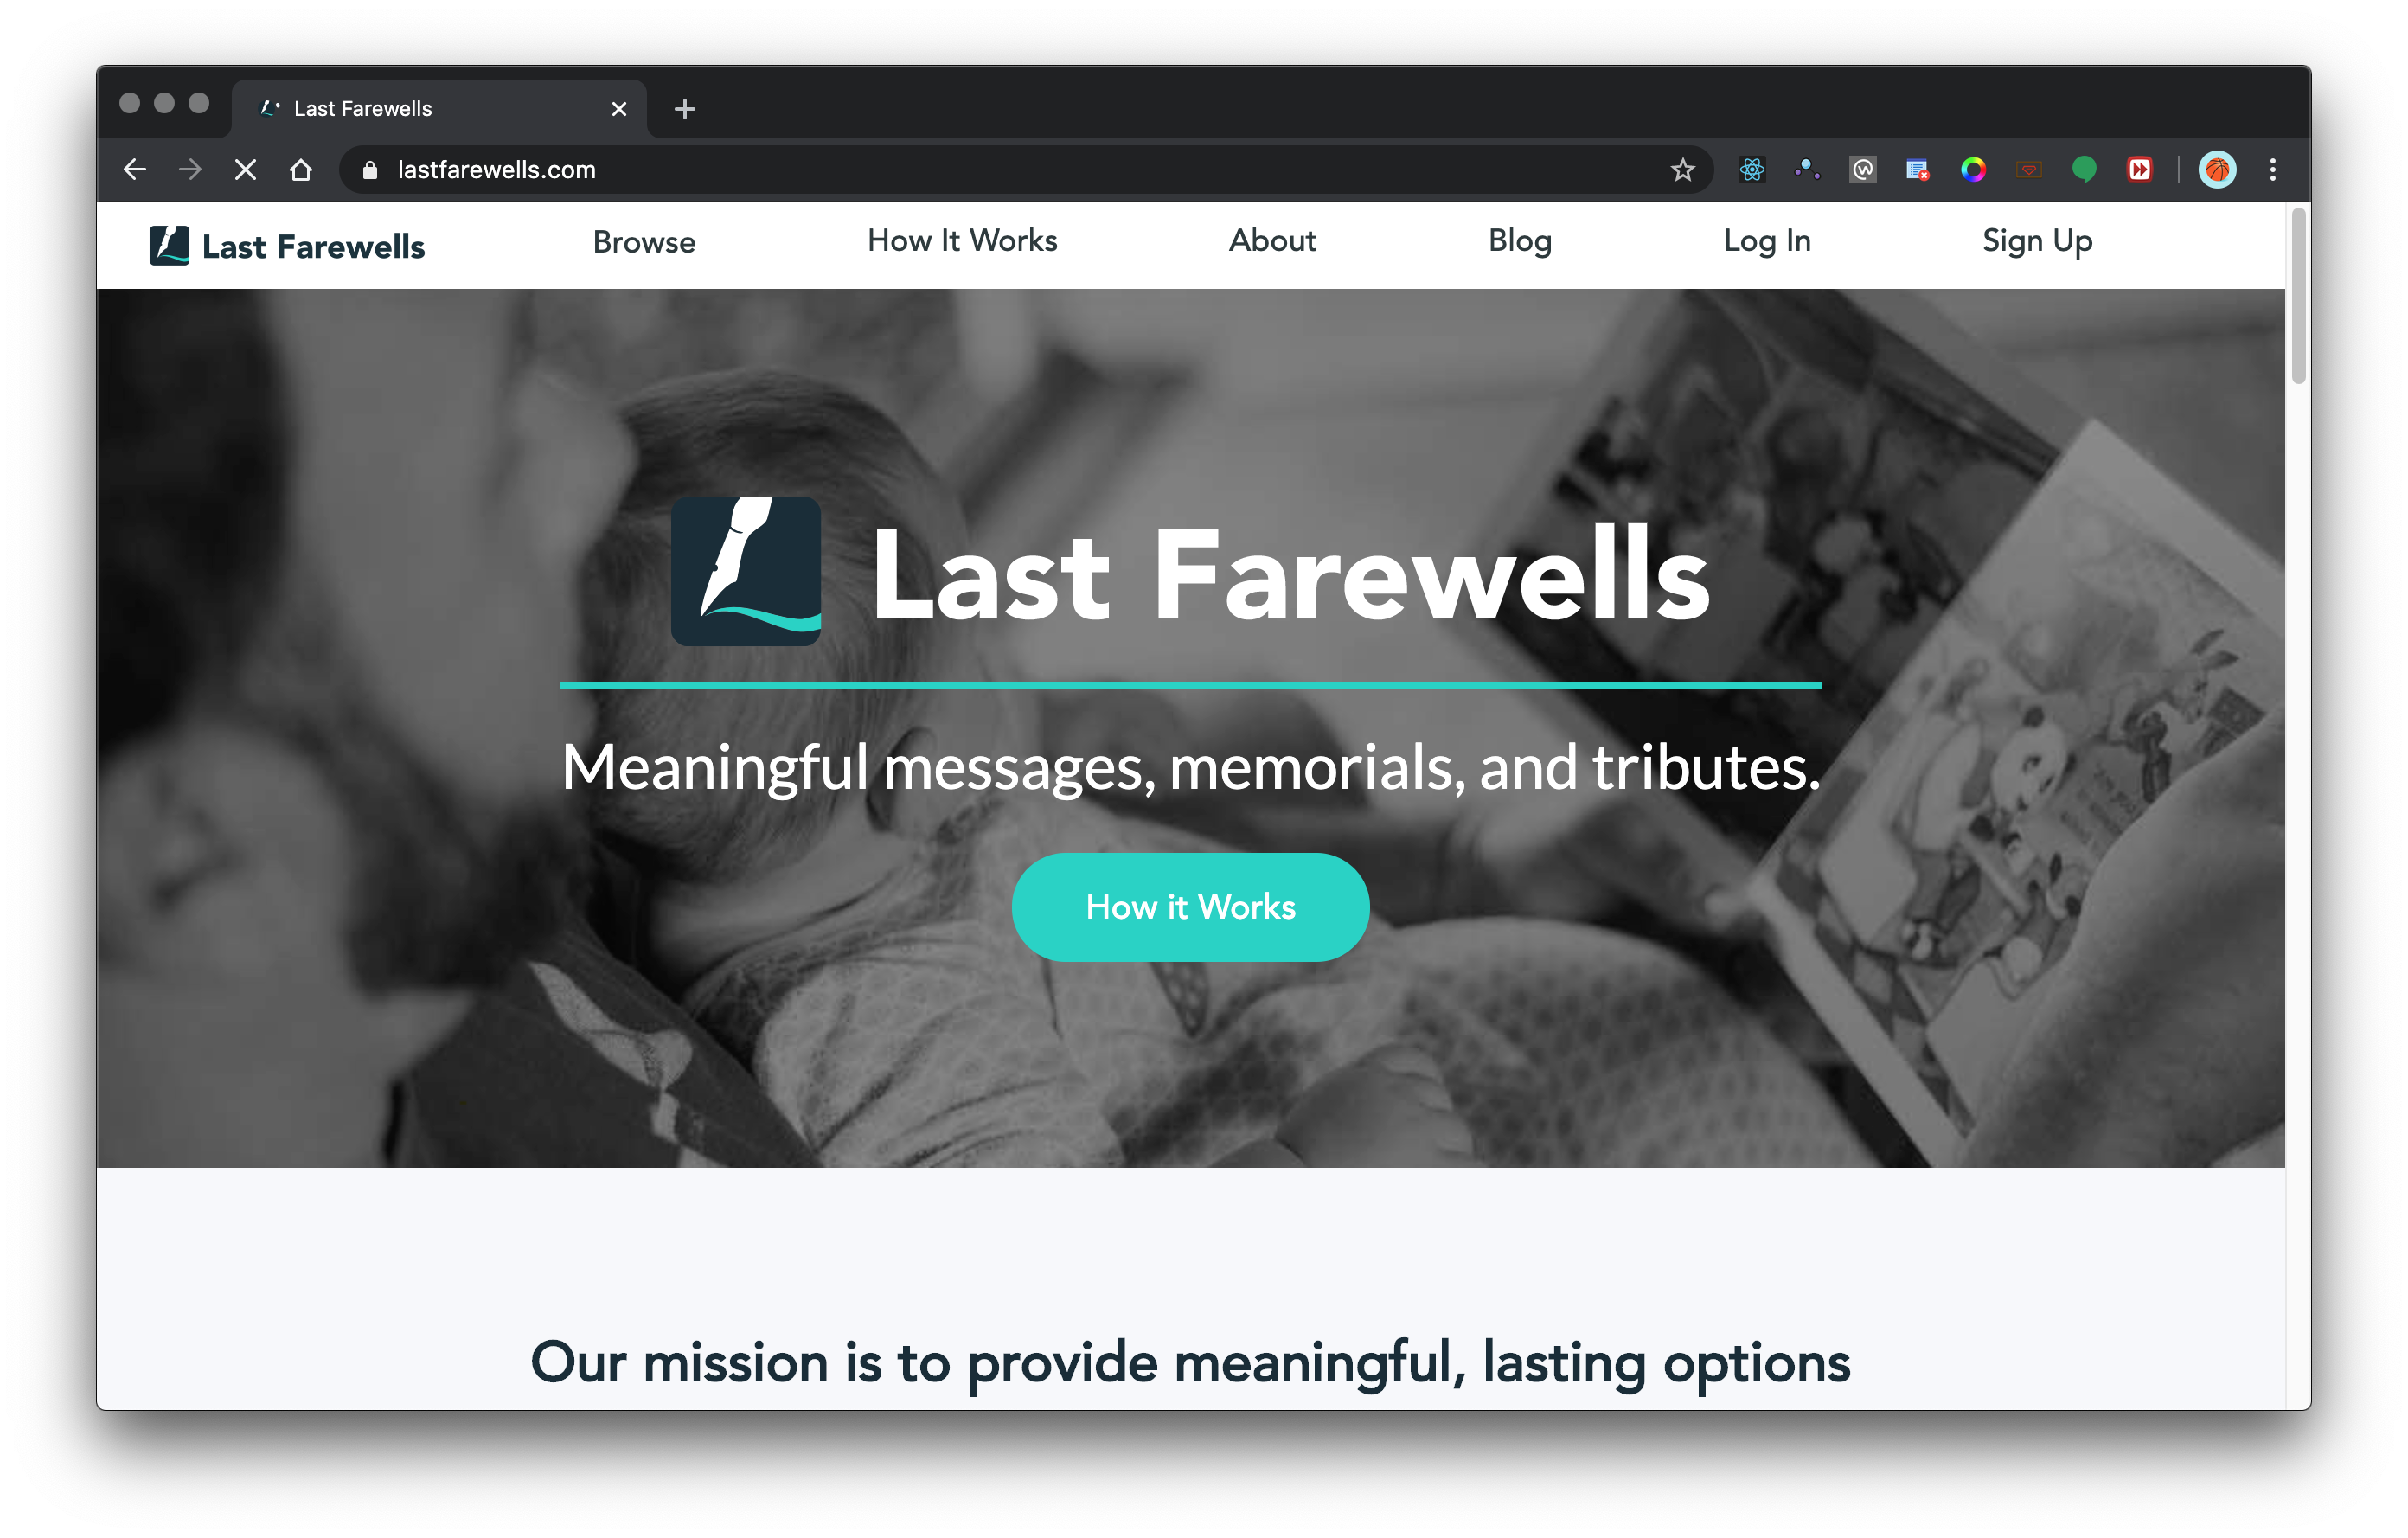 Last Farewells
lastfarewells.com
Last Farewells
Browse
How It Works
About
Blog
Log In
Sign Up
Last Farewells
Meaningful messages, memorials, and tributes.
How it Works
Our mission is to provide meaningful, lasting options